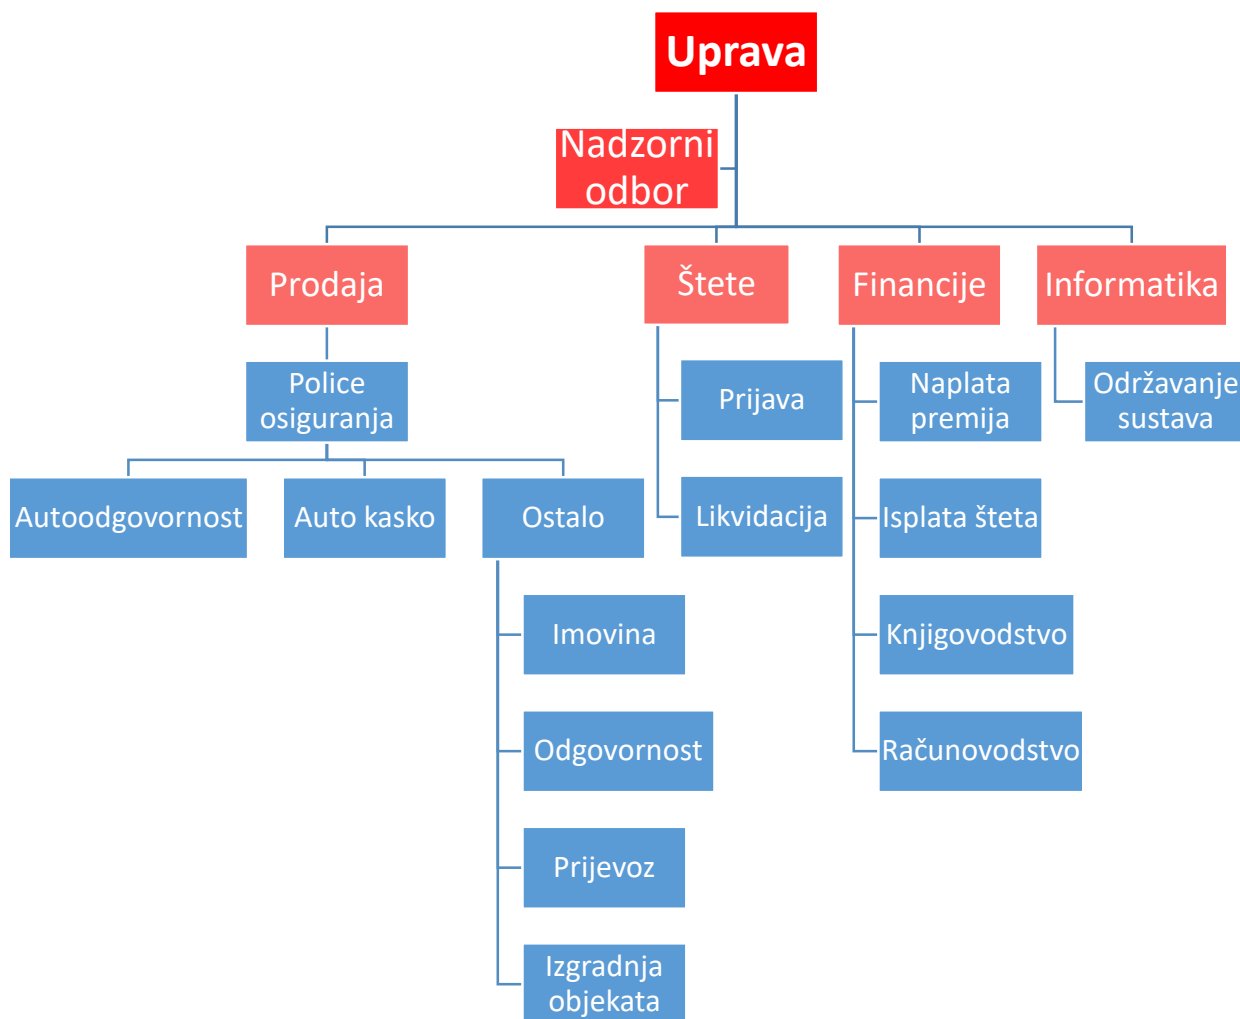 Uprava
Nadzorni
odbor
Prodaja
Štete
Financije
Informatika
Police
osiguranja
Prijava
Naplata
premija
Održavanje
sustava
Autoodgovornost
Auto kasko
Ostalo
Likvidacija
Isplata šteta
Imovina
Knjigovodstvo
Odgovornost
Računovodstvo
Prijevoz
Izgradnja
objekata